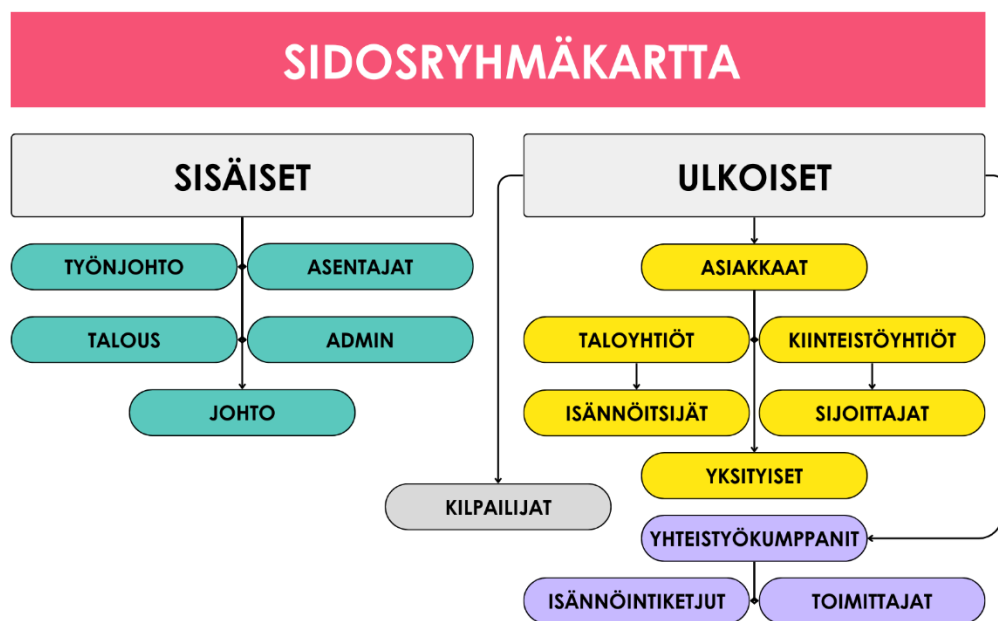 SIDOSRYHMÄKARTTA
SISÄISET
TYÖNJOHTO
ASENTAJAT
TALOUS
ADMIN
JOHTO
ULKOISET
ASIAKKAAT
TALOYHTIÖT
KIINTEISTÖYHTIÖT
ISÄNNÖITSIJÄT
SIJOITTAJAT
YKSITYISET
KILPAILIJAT
YHTEISTYÖKUMPPANIT
ISÄNNÖINTIKETJUT
TOIMITTAJAT